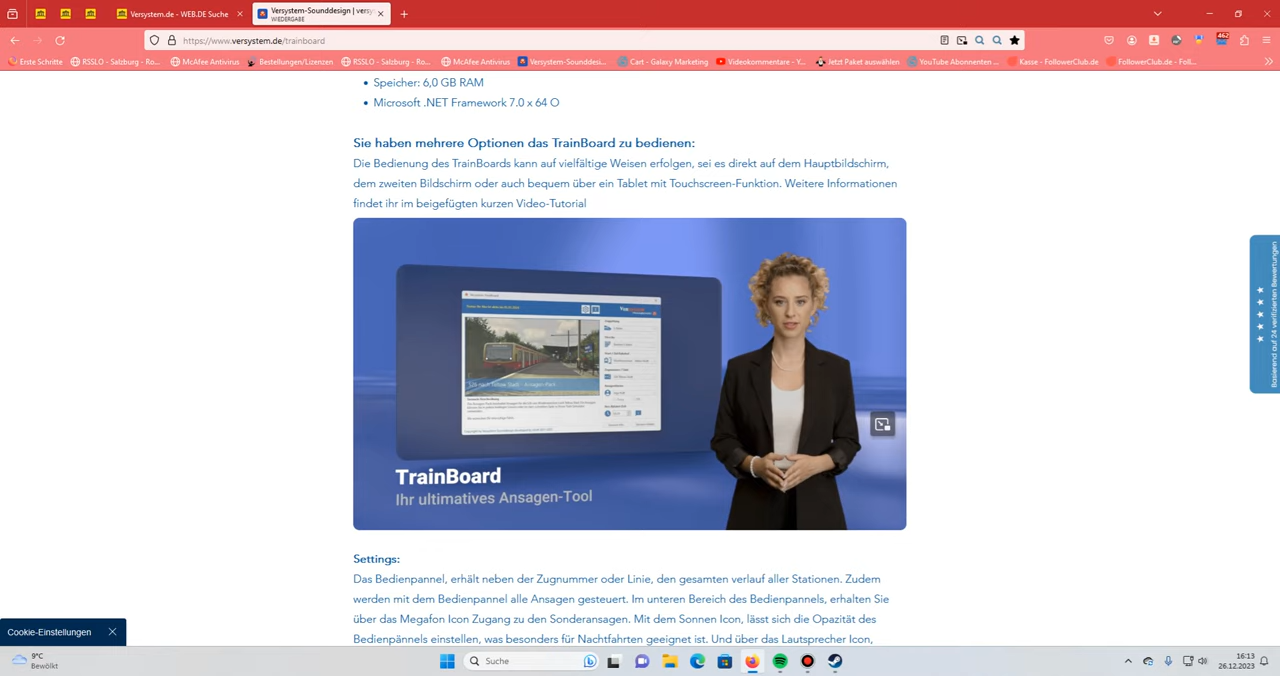 Versystem.de - WEB.DE Suche
Versystem-Sounddesign | versy
WIEDERGABE
https://www.versystem.de/trainboard
462
Erste Schritte
RSSLO - Salzburg - Ro...
McAfee Antivirus
Bestellungen/Lizenzen
RSSLO - Salzburg - Ro...
McAfee Antivirus
Versystem-Sounddesi...
Cart - Galaxy Marketing
Videokommentare - Y...
Jetzt Paket auswählen
YouTube Abonnenten ...
Kasse - FollowerClub.de
FollowerClub.de - Foll...
Speicher: 6,0 GB RAM
Microsoft .NET Framework 7.0 x 64 O
Sie haben mehrere Optionen das TrainBoard zu bedienen:
Die Bedienung des TrainBoards kann auf vielfältige Weisen erfolgen, sei es direkt auf dem Hauptbildschirm,
dem zweiten Bildschirm oder auch bequem über ein Tablet mit Touchscreen-Funktion. Weitere Informationen
findet ihr im beigefügten kurzen Video-Tutorial
TrainBoard
Ihr ultimatives Ansagen-Tool
Basierend auf 24 verifizierten Bewertungen
Settings:
Das Bedienpannel, erhält neben der Zugnummer oder Linie, den gesamten verlauf aller Stationen. Zudem
werden mit dem Bedienpannel alle Ansagen gesteuert. Im unteren Bereich des Bedienpannels, erhalten Sie
über das Megafon Icon Zugang zu den Sonderansagen. Mit dem Sonnen Icon, lässt sich die Opazität des
Bedienpännels einstellen, was besonders für Nachtfahrten geeignet ist. Und über das Lautsprecher Icon,
Cookie-Einstellungen
9°C
Bewölkt
Suche
16:13
26.12.2023